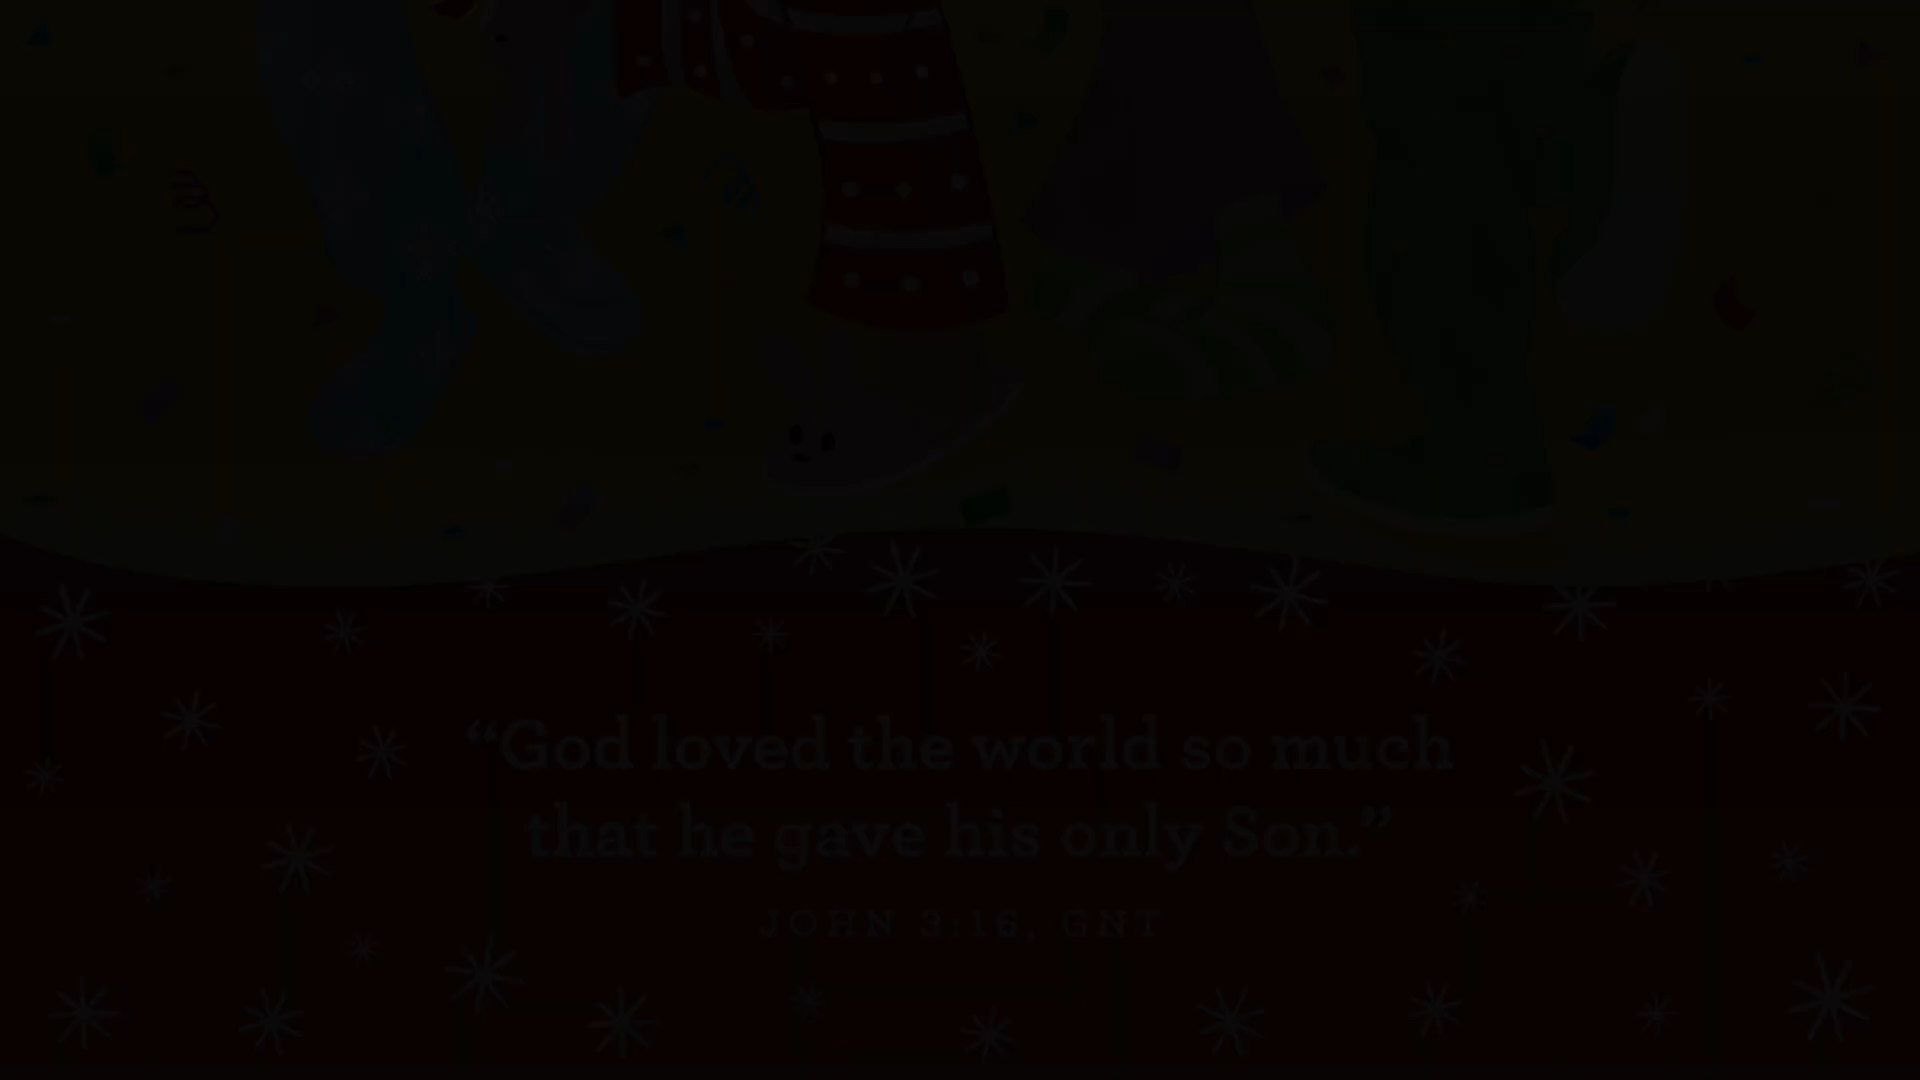 “God loved the world so much
that he gave his only Son.”
JOHN 3:16, GNT